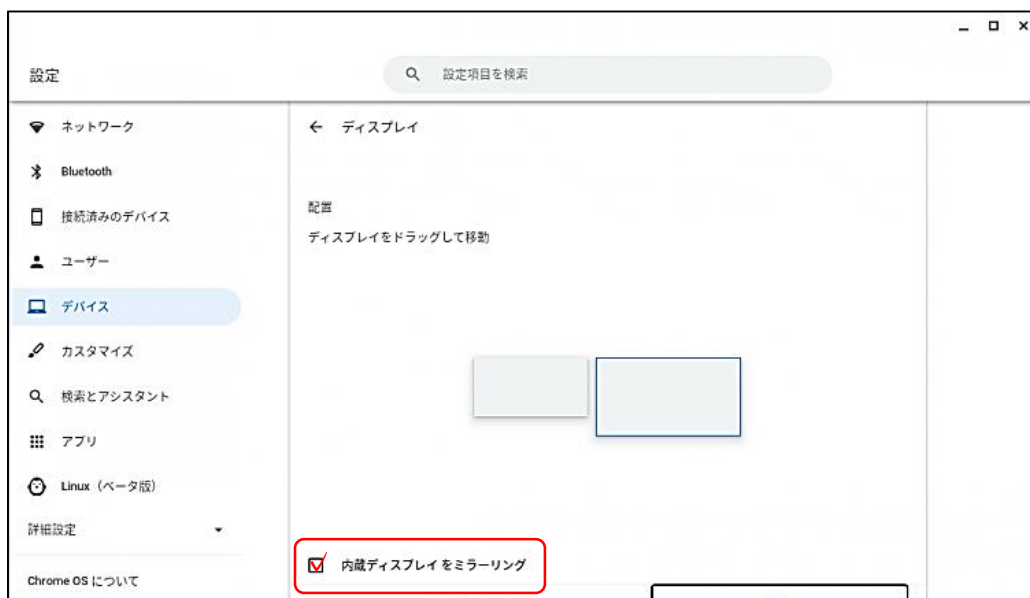 設定
設定項目を検索
ネットワーク
Bluetooth
接続済みのデバイス
ユーザー
デバイス
カスタマイズ
検索とアシスタント
アプリ
Linux（ベータ版）
詳細設定
Chrome OS について
ディスプレイ
配置
ディスプレイをドラッグして移動
内蔵ディスプレイをミラーリング